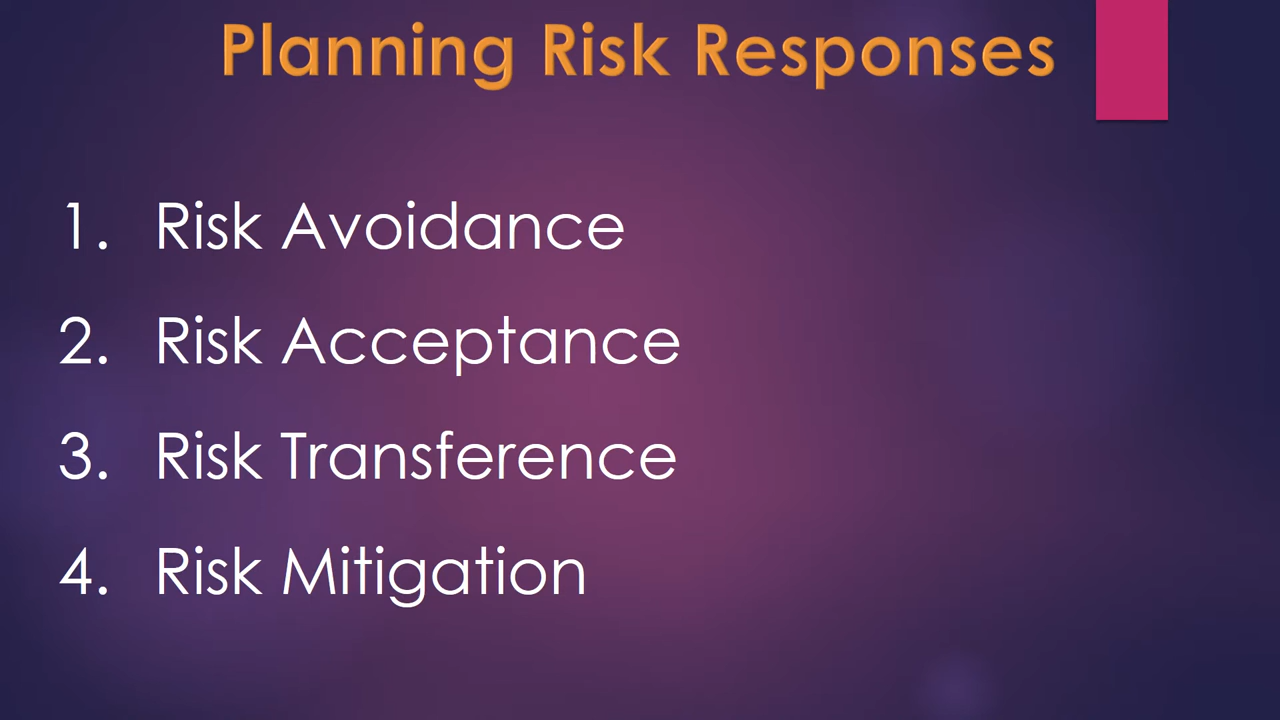 Planning Risk Responses
1. Risk Avoidance
2. Risk Acceptance
3. Risk Transference
4. Risk Mitigation